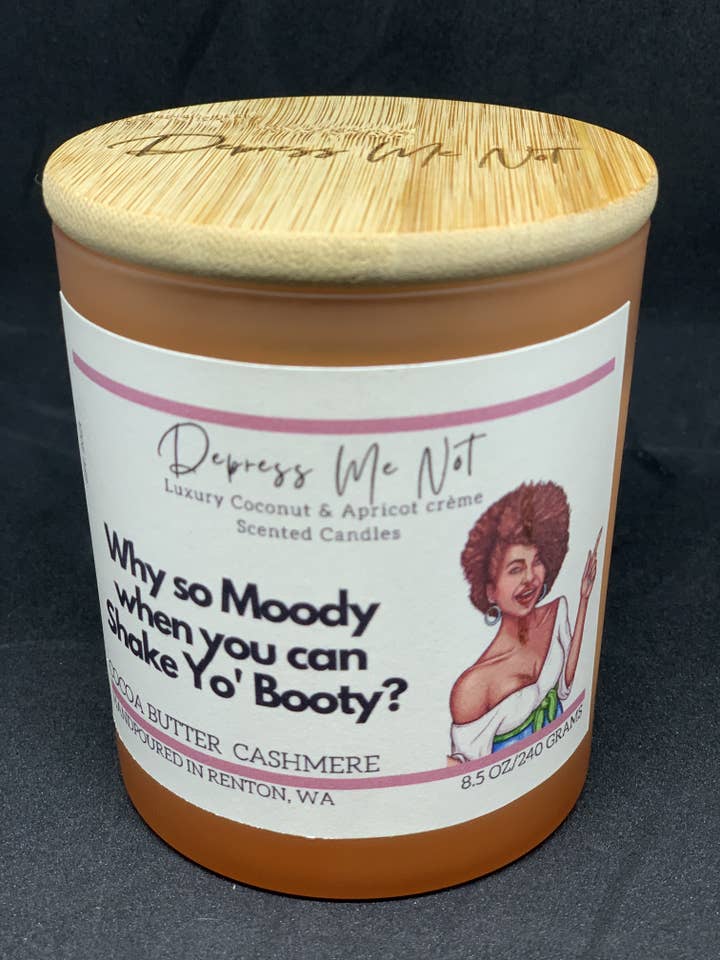 Depress Me Not
Depress Me Not
Luxury Coconut & Apricot crème
Scented Candles
Why so Moody
when you can
Shake Yo' Booty?
COCOA BUTTER CASHMERE
HANDPOURED IN RENTON, WA
8.5 OZ/240 GRAMS